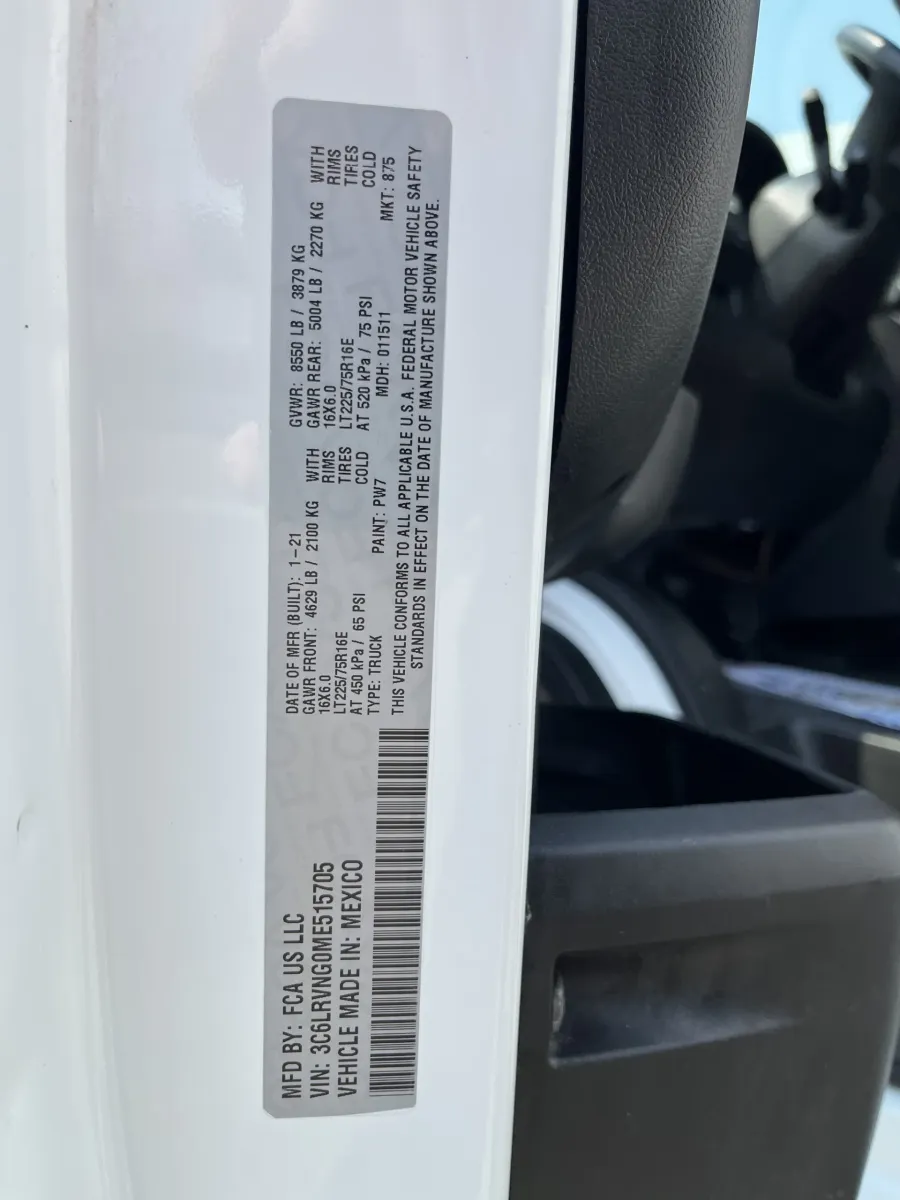 MFD BY: FCA US LLC
VIN: 3C6LRVNG0ME515705
VEHICLE MADE IN: MEXICO
DATE OF MFR (BUILT): 1-21 GVWR: 8550 LB / 3879 KG
GAWR FRONT: 4629 LB / 2100 KG WITH GAWR REAR: 5004 LB / 2270 KG WITH
16X6.0 RIMS 16X6.0 RIMS
LT225/75R16E TIRES LT225/75R16E TIRES
AT 450 kPa / 65 PSI COLD AT 520 kPa / 75 PSI COLD
TYPE: TRUCK PAINT: PW7 MDH: 011511 MKT: 875
THIS VEHICLE CONFORMS TO ALL APPLICABLE U.S.A. FEDERAL MOTOR VEHICLE SAFETY
STANDARDS IN EFFECT ON THE DATE OF MANUFACTURE SHOWN ABOVE.